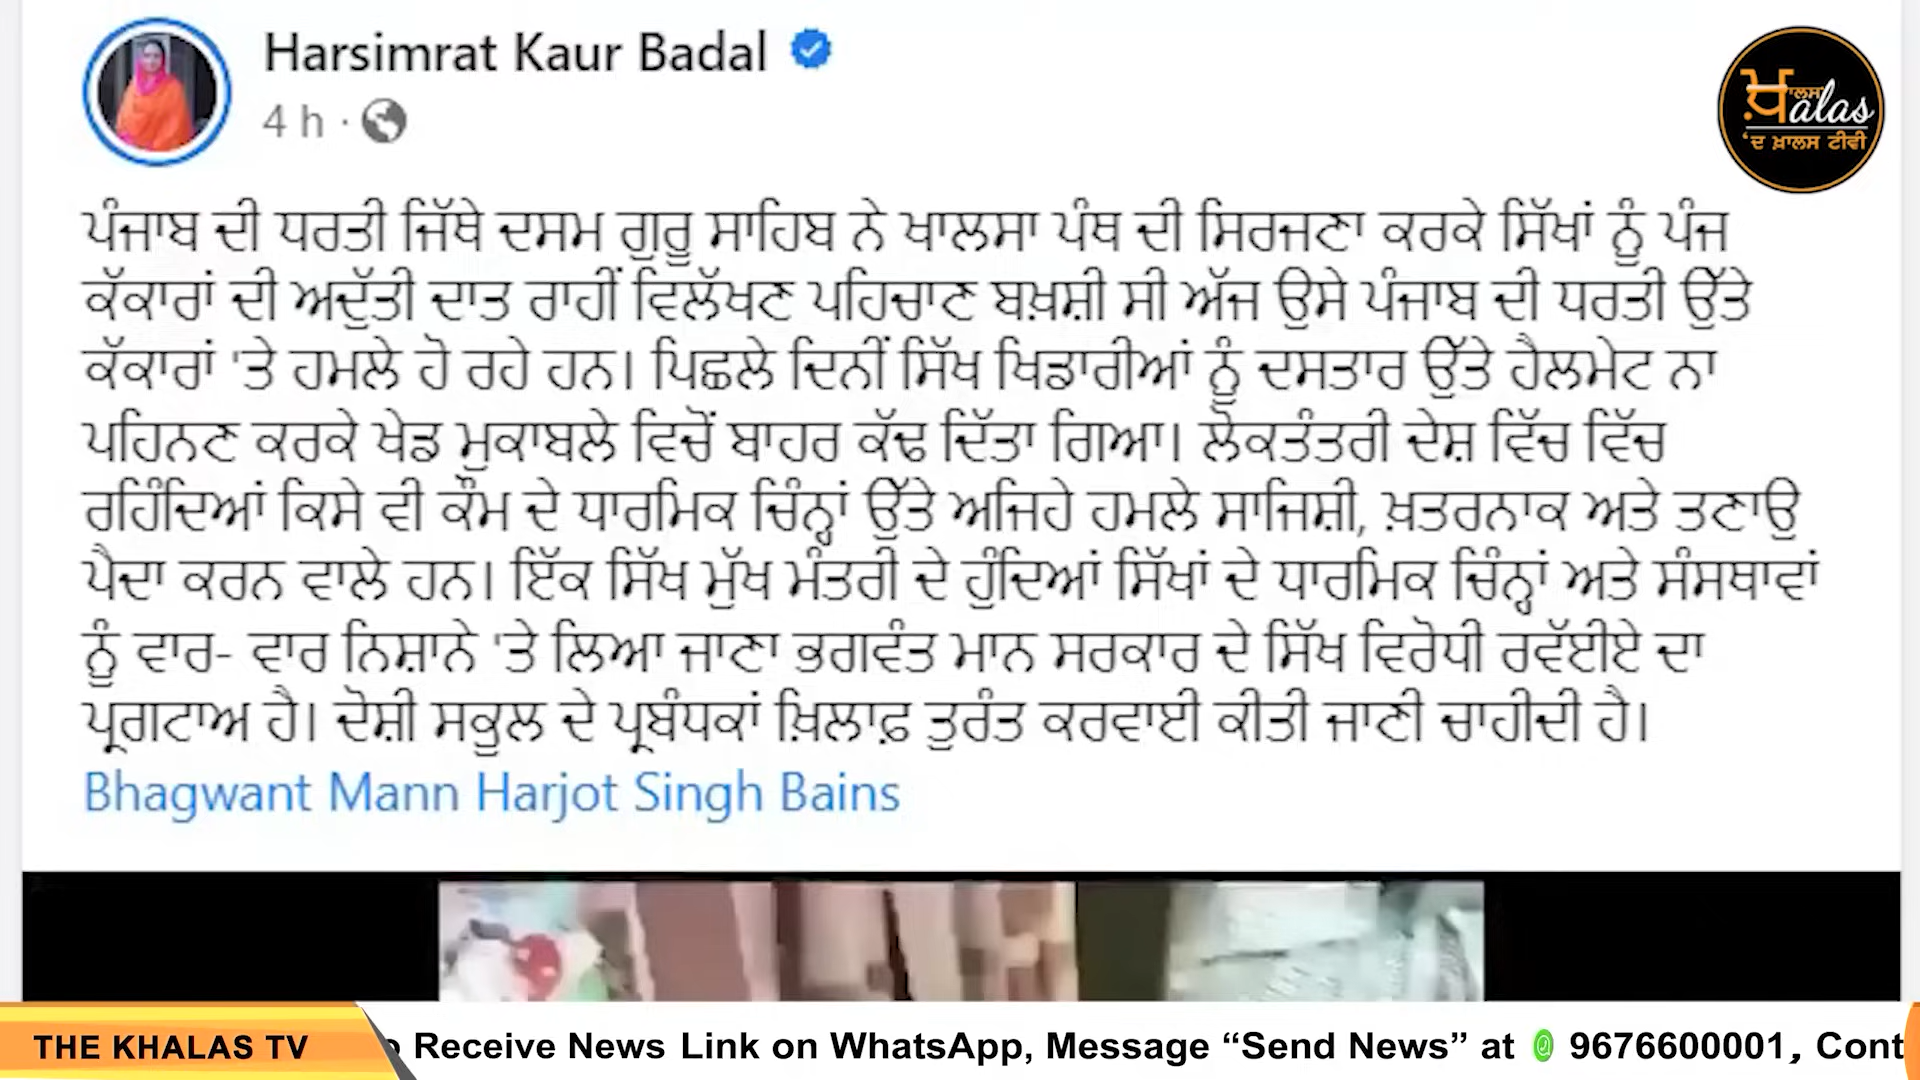 Harsimrat Kaur Badal
4 h ·
ਖ਼ਾਲਸ
alas
'ਦ ਖ਼ਾਲਸ ਟੀਵੀ
ਪੰਜਾਬ ਦੀ ਧਰਤੀ ਜਿੱਥੇ ਦਸਮ ਗੁਰੂ ਸਾਹਿਬ ਨੇ ਖਾਲਸਾ ਪੰਥ ਦੀ ਸਿਰਜਣਾ ਕਰਕੇ ਸਿੱਖਾਂ ਨੂੰ ਪੰਜ
ਕੱਕਾਰਾਂ ਦੀ ਅਦੁੱਤੀ ਦਾਤ ਰਾਹੀਂ ਵਿਲੱਖਣ ਪਹਿਚਾਣ ਬਖ਼ਸ਼ੀ ਸੀ ਅੱਜ ਉਸੇ ਪੰਜਾਬ ਦੀ ਧਰਤੀ ਉੱਤੇ
ਕੱਕਾਰਾਂ 'ਤੇ ਹਮਲੇ ਹੋ ਰਹੇ ਹਨ। ਪਿਛਲੇ ਦਿਨੀਂ ਸਿੱਖ ਖਿਡਾਰੀਆਂ ਨੂੰ ਦਸਤਾਰ ਉੱਤੇ ਹੈਲਮੇਟ ਨਾ
ਪਹਿਨਣ ਕਰਕੇ ਖੇਡ ਮੁਕਾਬਲੇ ਵਿਚੋਂ ਬਾਹਰ ਕੱਢ ਦਿੱਤਾ ਗਿਆ। ਲੋਕਤੰਤਰੀ ਦੇਸ਼ ਵਿੱਚ ਵਿੱਚ
ਰਹਿੰਦਿਆਂ ਕਿਸੇ ਵੀ ਕੌਮ ਦੇ ਧਾਰਮਿਕ ਚਿੰਨ੍ਹਾਂ ਉੱਤੇ ਅਜਿਹੇ ਹਮਲੇ ਸਾਜਿਸ਼ੀ, ਖ਼ਤਰਨਾਕ ਅਤੇ ਤਣਾਉ
ਪੈਦਾ ਕਰਨ ਵਾਲੇ ਹਨ। ਇੱਕ ਸਿੱਖ ਮੁੱਖ ਮੰਤਰੀ ਦੇ ਹੁੰਦਿਆਂ ਸਿੱਖਾਂ ਦੇ ਧਾਰਮਿਕ ਚਿੰਨ੍ਹਾਂ ਅਤੇ ਸੰਸਥਾਵਾਂ
ਨੂੰ ਵਾਰ- ਵਾਰ ਨਿਸ਼ਾਨੇ 'ਤੇ ਲਿਆ ਜਾਣਾ ਭਗਵੰਤ ਮਾਨ ਸਰਕਾਰ ਦੇ ਸਿੱਖ ਵਿਰੋਧੀ ਰਵੱਈਏ ਦਾ
ਪ੍ਰਗਟਾਅ ਹੈ। ਦੋਸ਼ੀ ਸਕੂਲ ਦੇ ਪ੍ਰਬੰਧਕਾਂ ਖ਼ਿਲਾਫ਼ ਤੁਰੰਤ ਕਰਵਾਈ ਕੀਤੀ ਜਾਣੀ ਚਾਹੀਦੀ ਹੈ।
Bhagwant Mann Harjot Singh Bains
THE KHALAS TV
Receive News Link on WhatsApp, Message “Send News” at 9676600001, Cont